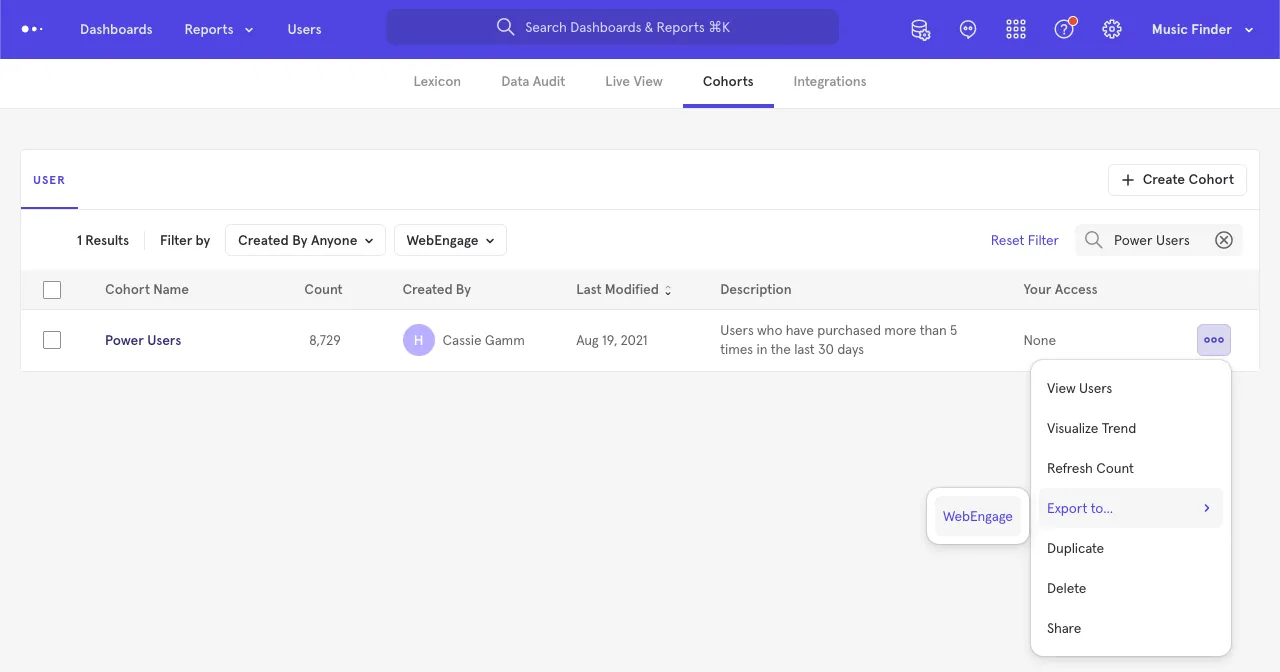 Dashboards Reports Users Search Dashboards & Reports ⌘K Music Finder
Lexicon Data Audit Live View Cohorts Integrations
USER + Create Cohort
1 Results Filter by Created By Anyone WebEngage Reset Filter Power Users
Cohort Name Count Created By Last Modified Description Your Access
Power Users 8,729 H Cassie Gamm Aug 19, 2021 Users who have purchased more than 5 None
times in the last 30 days
View Users
Visualize Trend
Refresh Count
Export to...
WebEngage
Duplicate
Delete
Share